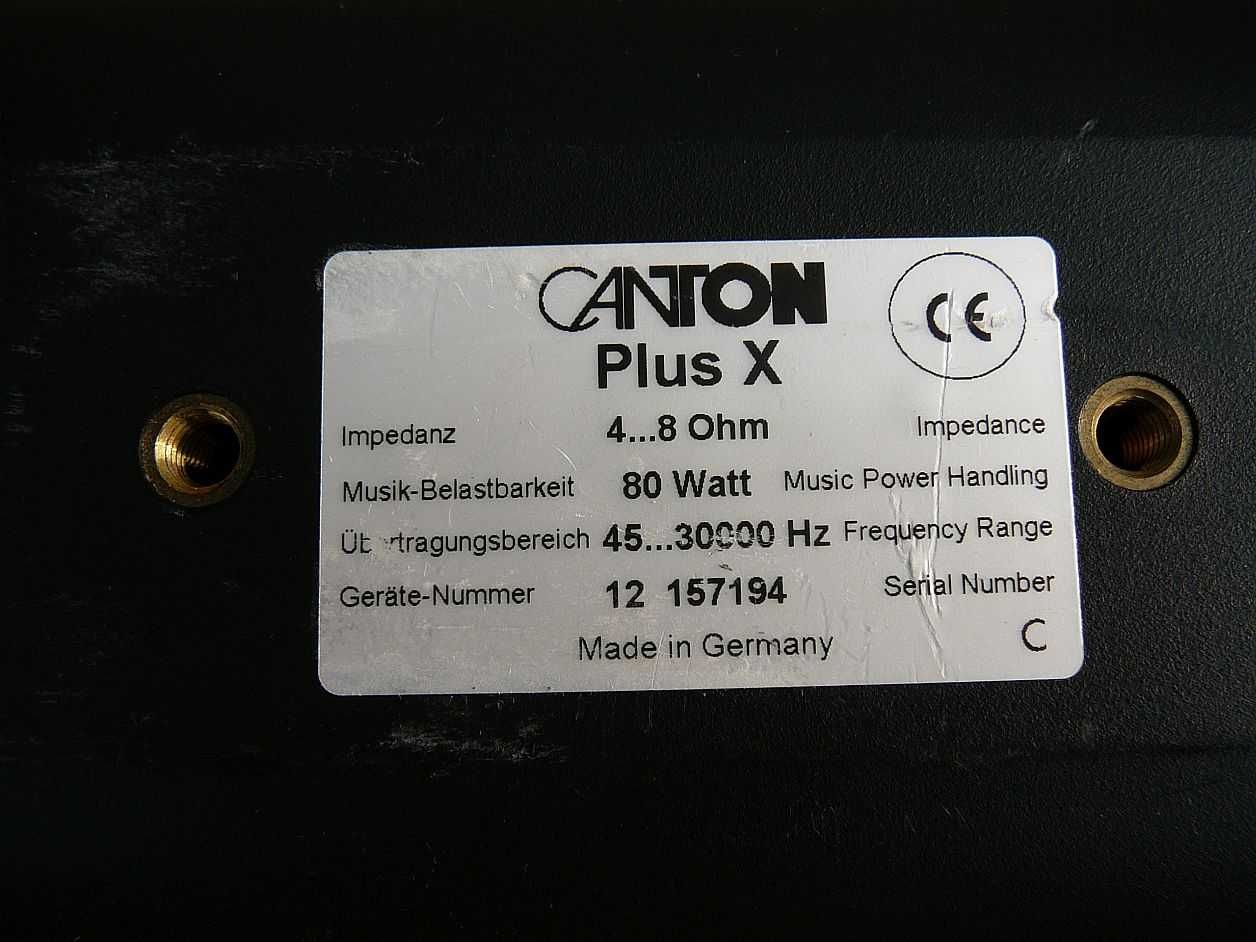 CANTON CE
Plus X
Impedanz 4...8 Ohm Impedance
Musik-Belastbarkeit 80 Watt Music Power Handling
45...30000 Hz Frequency Range
Geräte-Nummer 12 157194 Serial Number
Made in Germany C